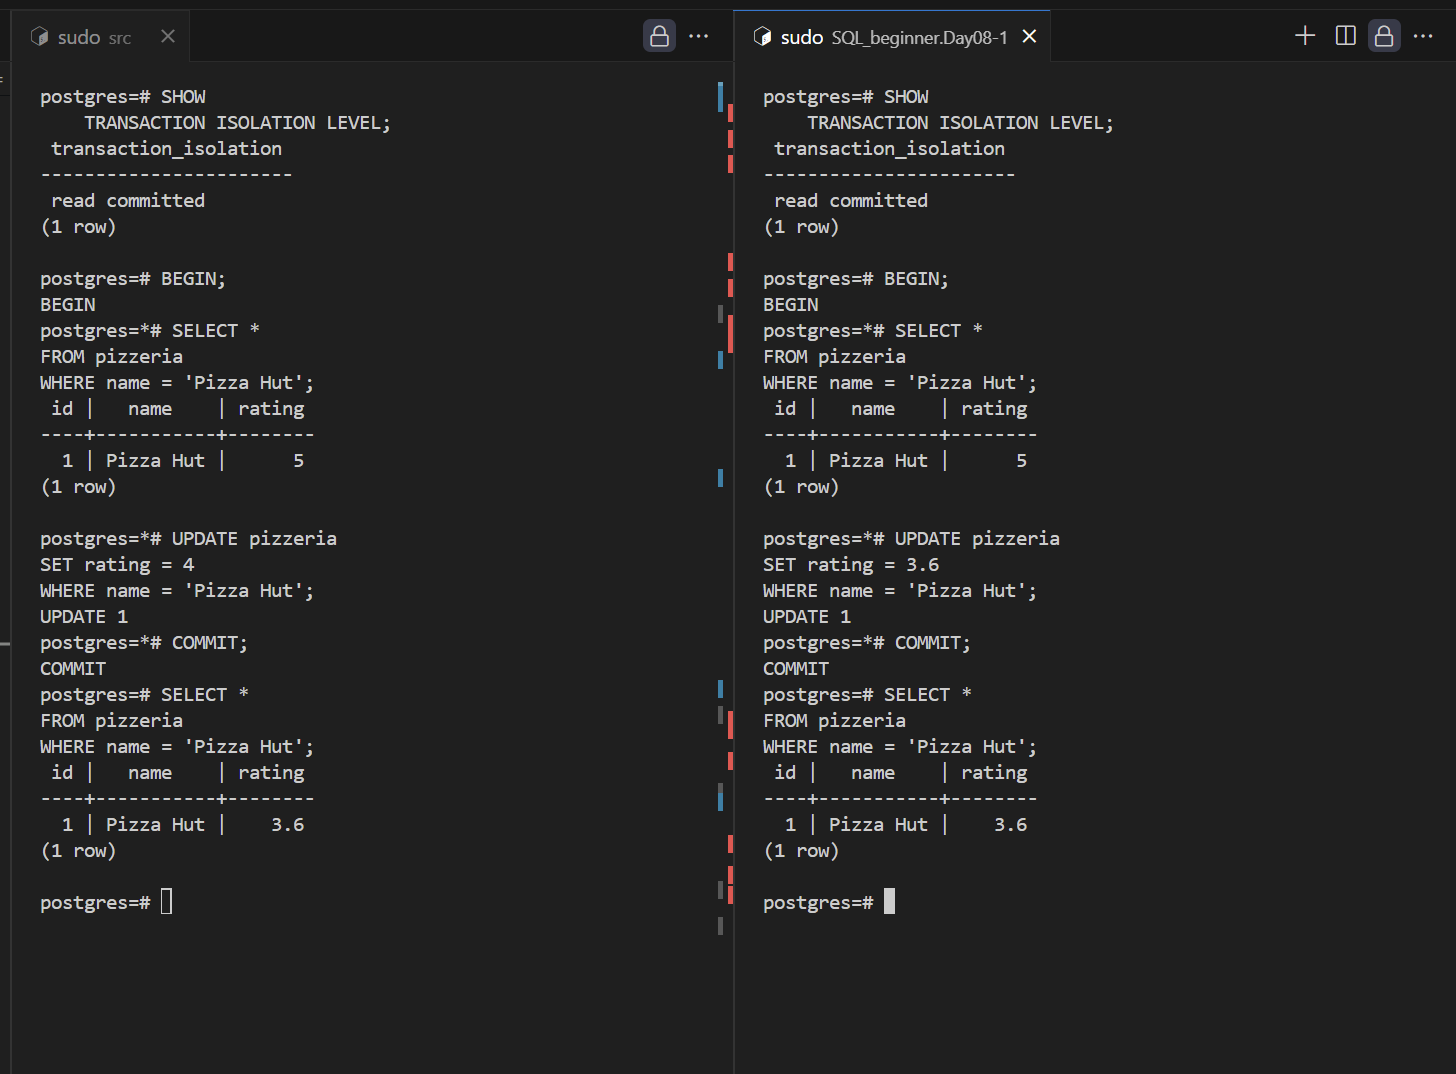 sudo src
postgres=# SHOW
    TRANSACTION ISOLATION LEVEL;
 transaction_isolation
-----------------------
 read committed
(1 row)

postgres=# BEGIN;
BEGIN
postgres=*# SELECT *
FROM pizzeria
WHERE name = 'Pizza Hut';
 id |   name    | rating
----+-----------+--------
  1 | Pizza Hut |      5
(1 row)

postgres=*# UPDATE pizzeria
SET rating = 4
WHERE name = 'Pizza Hut';
UPDATE 1
postgres=*# COMMIT;
COMMIT
postgres=# SELECT *
FROM pizzeria
WHERE name = 'Pizza Hut';
 id |   name    | rating
----+-----------+--------
  1 | Pizza Hut |    3.6
(1 row)

postgres=#
sudo SQL_beginner.Day08-1
postgres=# SHOW
    TRANSACTION ISOLATION LEVEL;
 transaction_isolation
-----------------------
 read committed
(1 row)

postgres=# BEGIN;
BEGIN
postgres=*# SELECT *
FROM pizzeria
WHERE name = 'Pizza Hut';
 id |   name    | rating
----+-----------+--------
  1 | Pizza Hut |      5
(1 row)

postgres=*# UPDATE pizzeria
SET rating = 3.6
WHERE name = 'Pizza Hut';
UPDATE 1
postgres=*# COMMIT;
COMMIT
postgres=# SELECT *
FROM pizzeria
WHERE name = 'Pizza Hut';
 id |   name    | rating
----+-----------+--------
  1 | Pizza Hut |    3.6
(1 row)

postgres=#